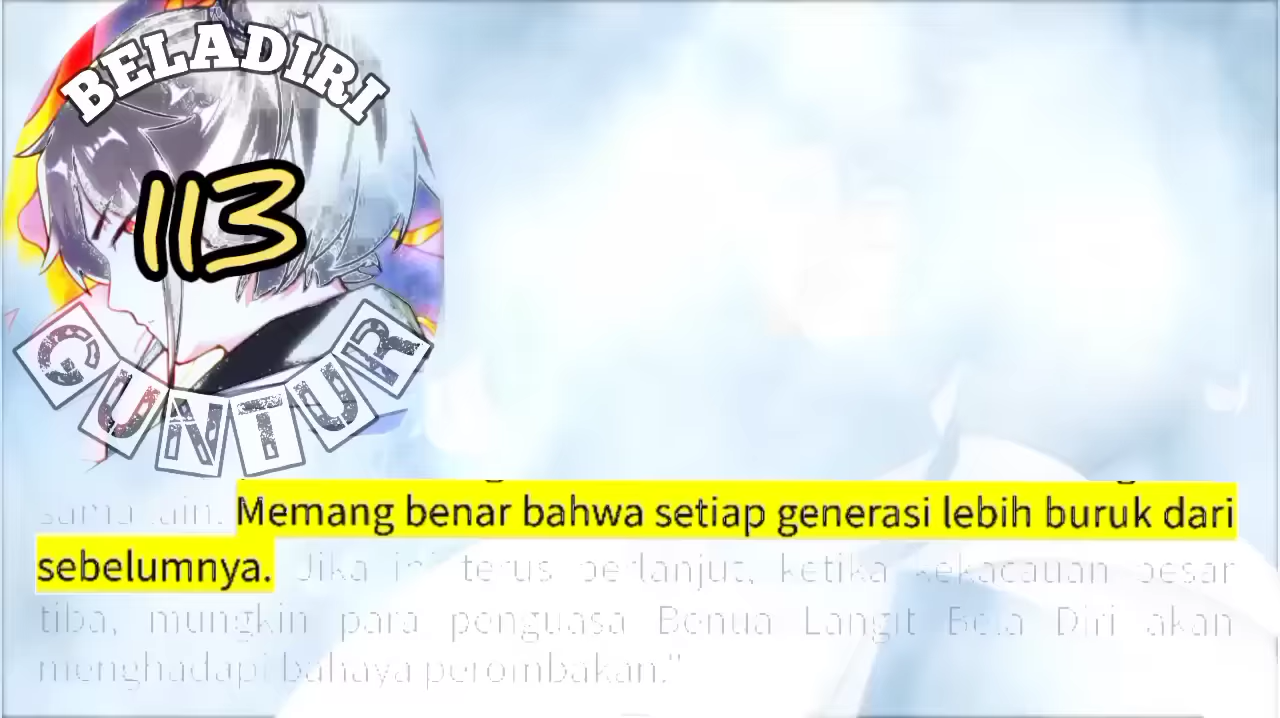 BELADIRI
113
GUNTUR
sama lain. Memang benar bahwa setiap generasi lebih buruk dari
sebelumnya. Jika ini terus berlanjut, ketika kekacauan besar
tiba, mungkin para penguasa Benua Langit Bela Diri akan
menghadapi bahaya perombakan."